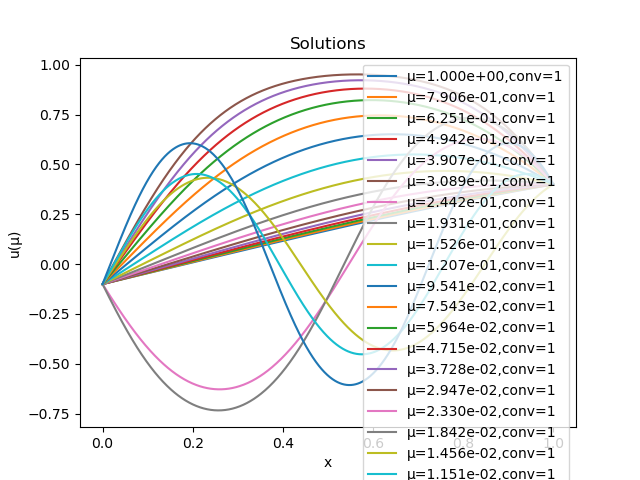 Solutions
u(μ)
1.00
0.75
0.50
0.25
0.00
−0.25
−0.50
−0.75
μ=1.000e+00,conv=1
μ=7.906e-01,conv=1
μ=6.251e-01,conv=1
μ=4.942e-01,conv=1
μ=3.907e-01,conv=1
μ=3.089e-01,conv=1
μ=2.442e-01,conv=1
μ=1.931e-01,conv=1
μ=1.526e-01,conv=1
μ=1.207e-01,conv=1
μ=9.541e-02,conv=1
μ=7.543e-02,conv=1
μ=5.964e-02,conv=1
μ=4.715e-02,conv=1
μ=3.728e-02,conv=1
μ=2.947e-02,conv=1
μ=2.330e-02,conv=1
μ=1.842e-02,conv=1
μ=1.456e-02,conv=1
μ=1.151e-02,conv=1
0.0 0.2 0.4 0.6 0.8 1.0
x